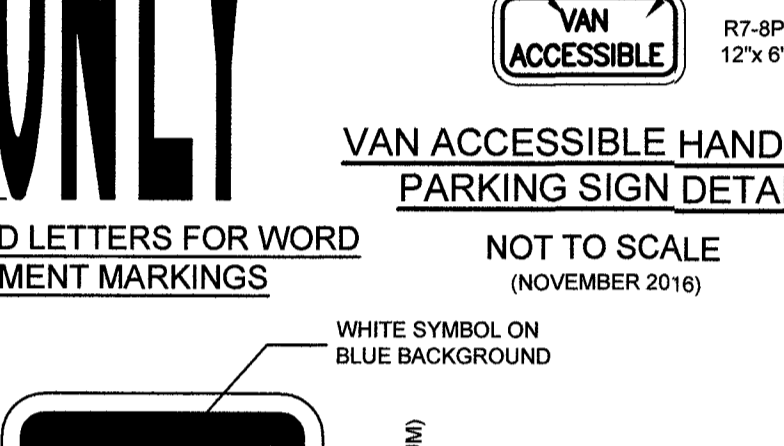 ONLY
VAN
ACCESSIBLE
R7-8P
12"x 6"
VAN ACCESSIBLE HAND
PARKING SIGN DETA
NOT TO SCALE
(NOVEMBER 2016)
D LETTERS FOR WORD
MENT MARKINGS
WHITE SYMBOL ON
BLUE BACKGROUND